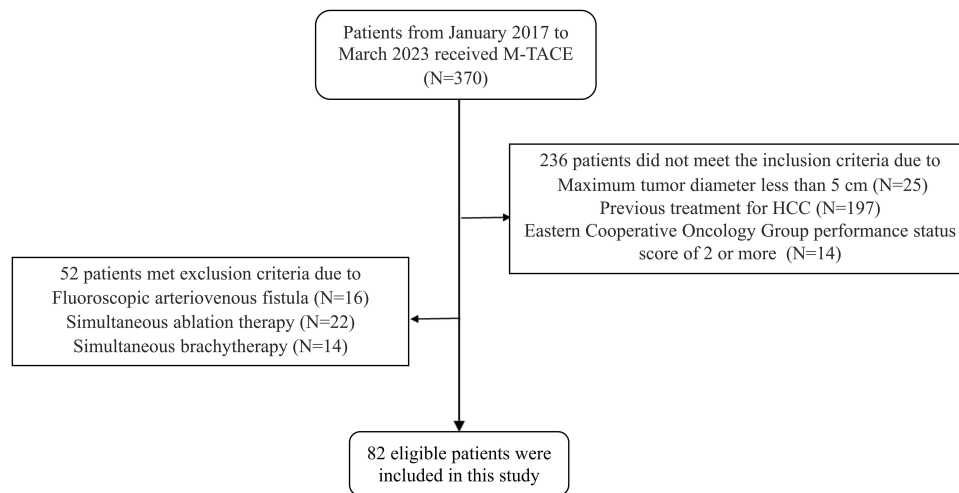 Patients from January 2017 to
March 2023 received M-TACE
(N=370)
236 patients did not meet the inclusion criteria due to
Maximum tumor diameter less than 5 cm (N=25)
Previous treatment for HCC (N=197)
Eastern Cooperative Oncology Group performance status
score of 2 or more (N=14)
52 patients met exclusion criteria due to
Fluoroscopic arteriovenous fistula (N=16)
Simultaneous ablation therapy (N=22)
Simultaneous brachytherapy (N=14)
82 eligible patients were
included in this study